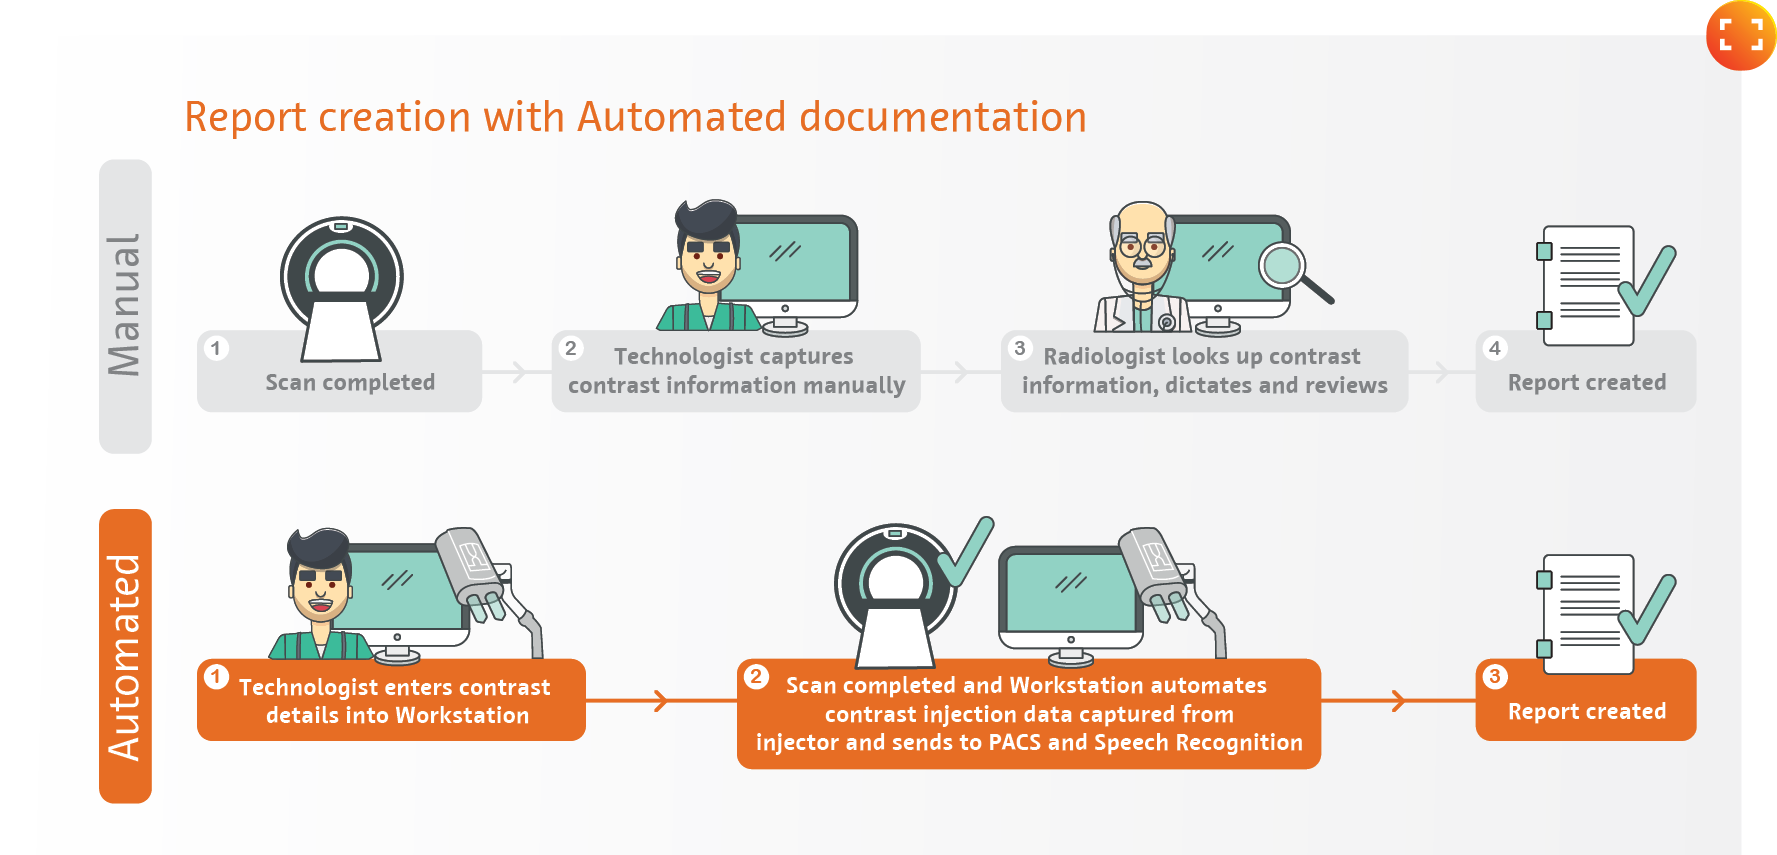 Report creation with Automated documentation
Manual
1
Scan completed
2
Technologist captures
contrast information manually
3
Radiologist looks up contrast
information, dictates and reviews
4
Report created
Automated
1
Technologist enters contrast
details into Workstation
2
Scan completed and Workstation automates
contrast injection data captured from
injector and sends to PACS and Speech Recognition
3
Report created